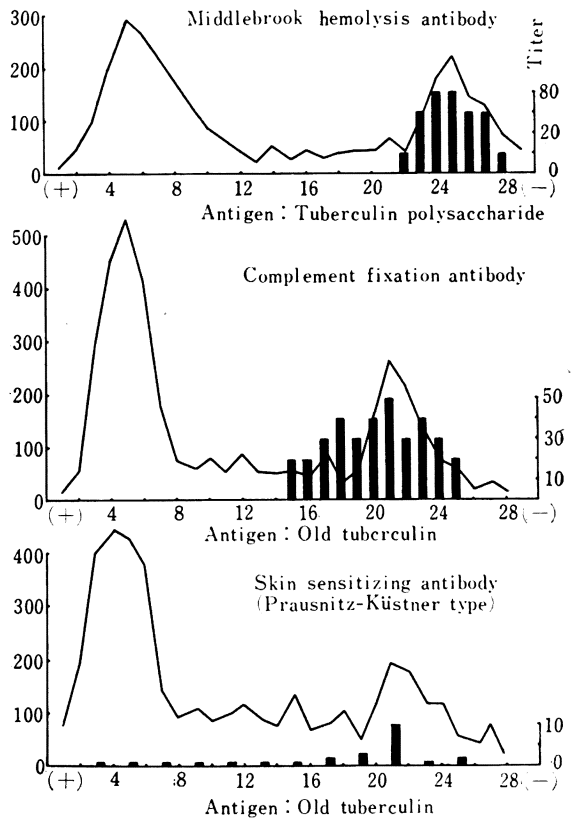 Middlebrook hemolysis antibody
Titer
300
200
100
0
80
20
0
(+) 4 8 12 16 20 24 28 (−)
Antigen : Tuberculin polysaccharide
Complement fixation antibody
500
400
300
200
100
0
50
30
10
(+) 4 8 12 16 20 24 28 (−)
Antigen : Old tuberculin
Skin sensitizing antibody
(Prausnitz-Küstner type)
400
300
200
100
0
10
0
(+) 4 8 12 16 20 24 28 (−)
Antigen : Old tuberculin